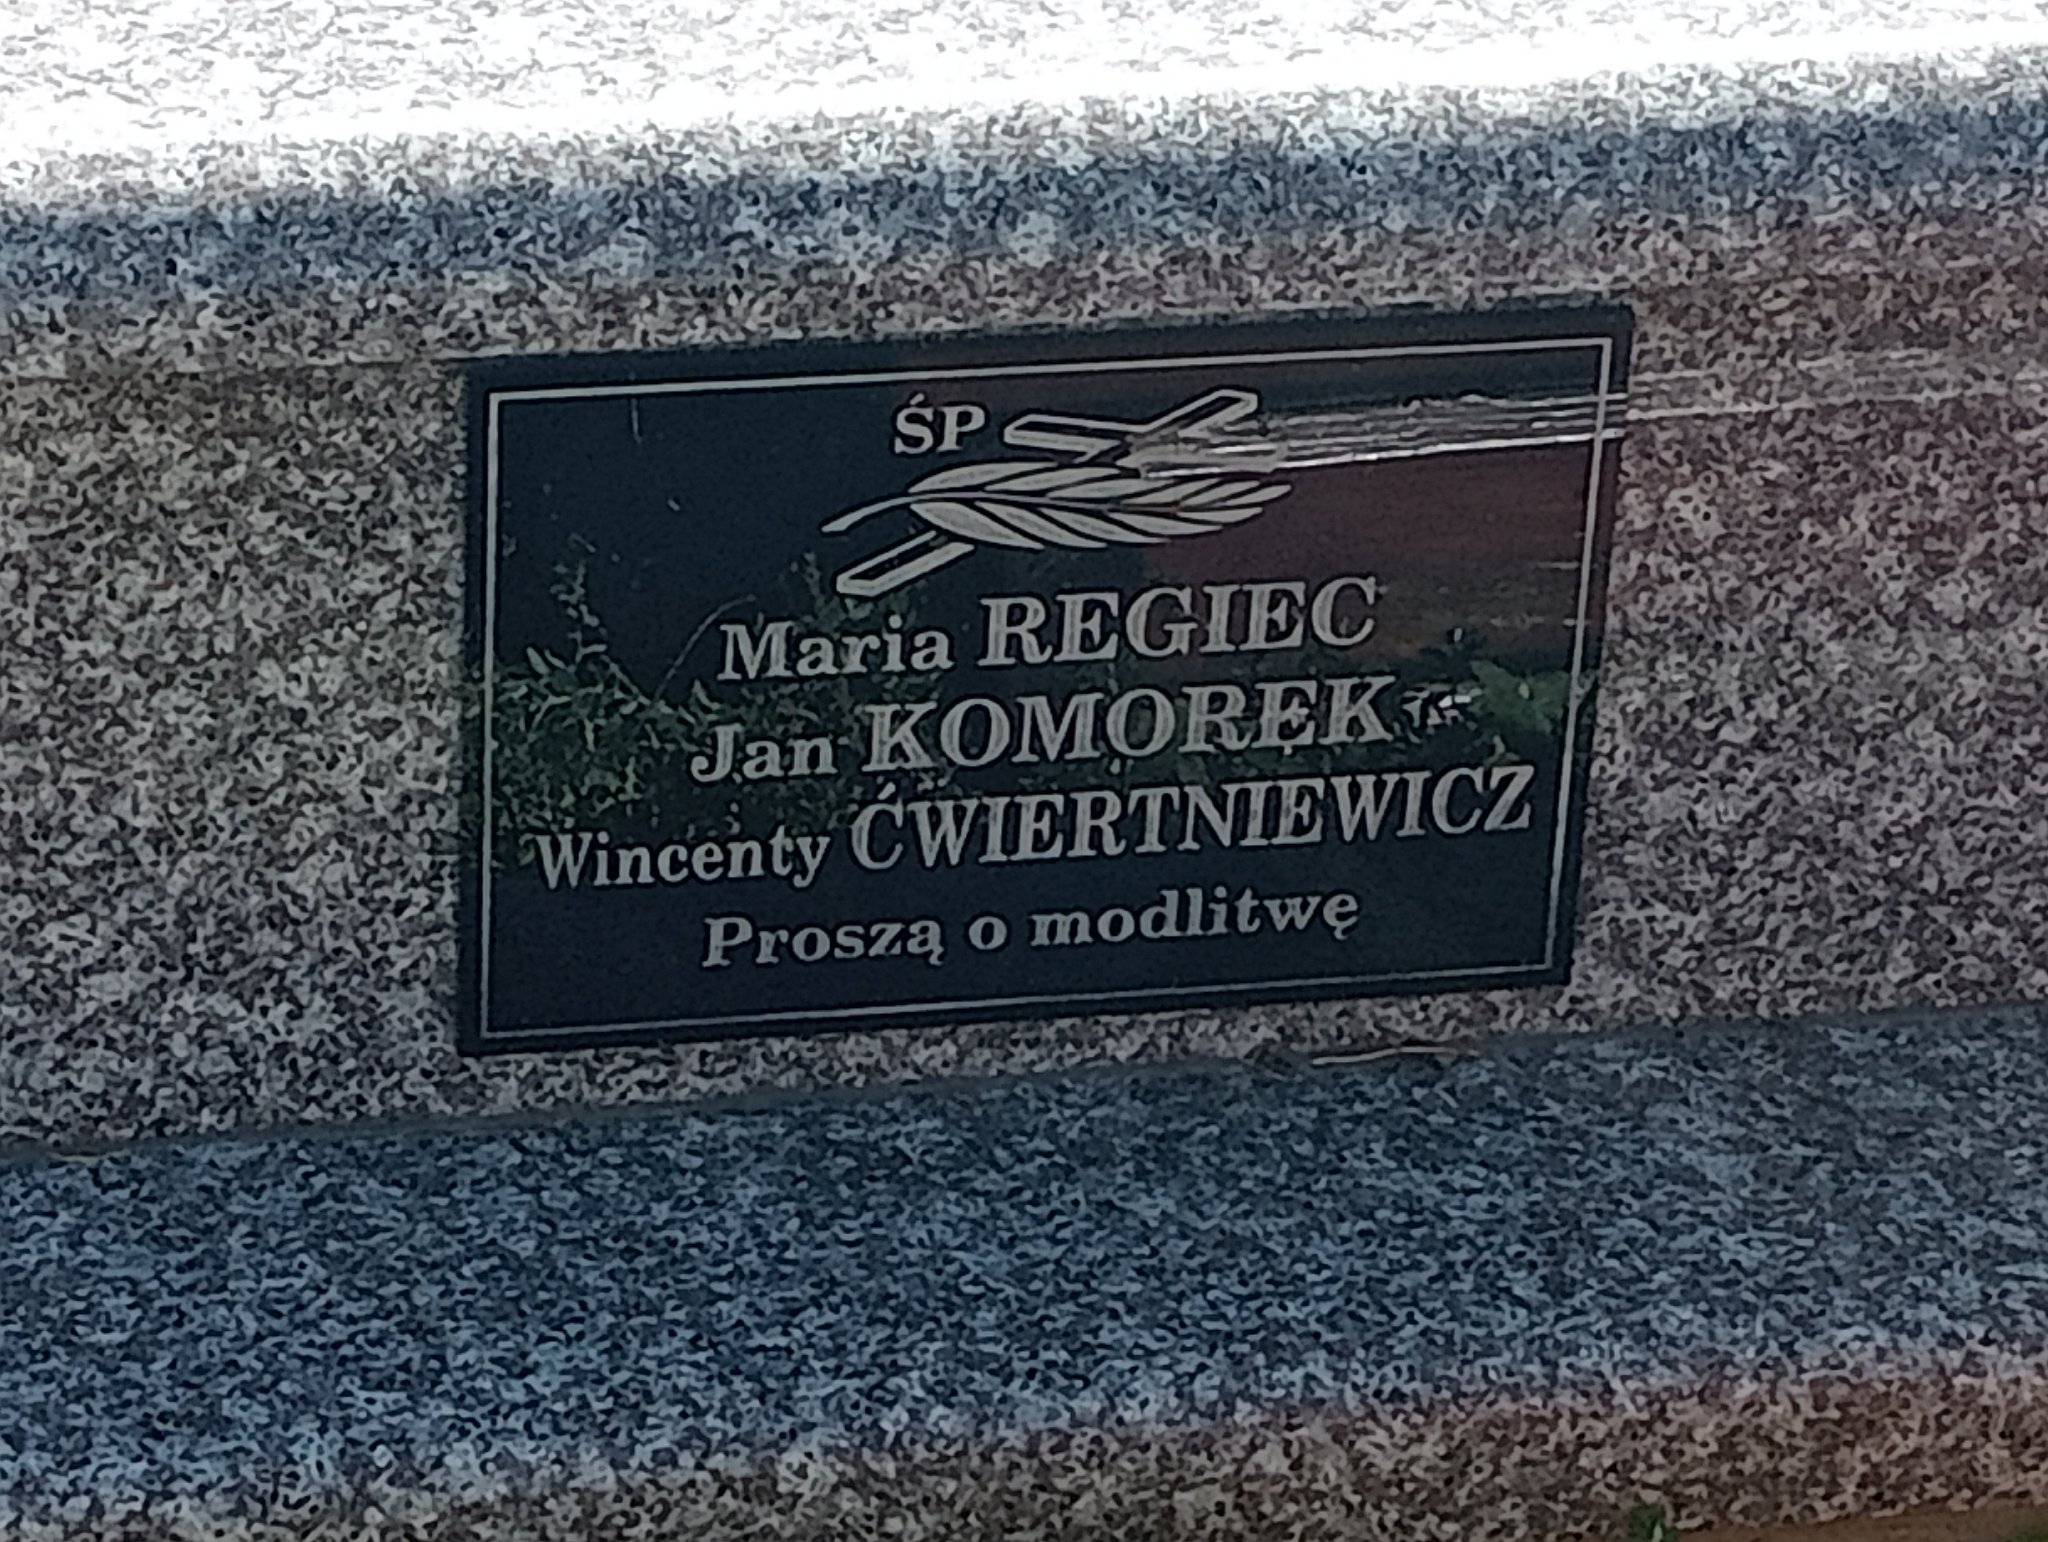 ŚP
Maria REGIEC
Jan KOMOREK
Wincenty ĆWIERTNIEWICZ
Proszą o modlitwę